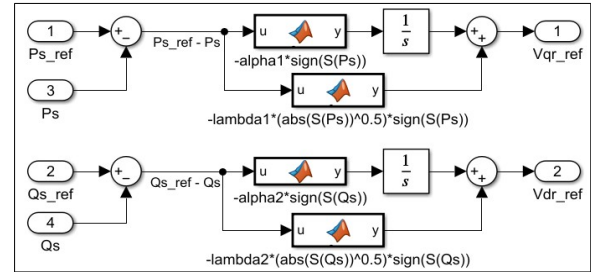 1
Ps_ref
3
Ps
+
−
Ps_ref - Ps
u y
-alpha1*sign(S(Ps))
1
s
u y
-lambda1*(abs(S(Ps))^0.5)*sign(S(Ps))
+
+
1
Vqr_ref
2
Qs_ref
4
Qs
+
−
Qs_ref - Qs
u y
-alpha2*sign(S(Qs))
1
s
u y
-lambda2*(abs(S(Qs))^0.5)*sign(S(Qs))
+
+
2
Vdr_ref